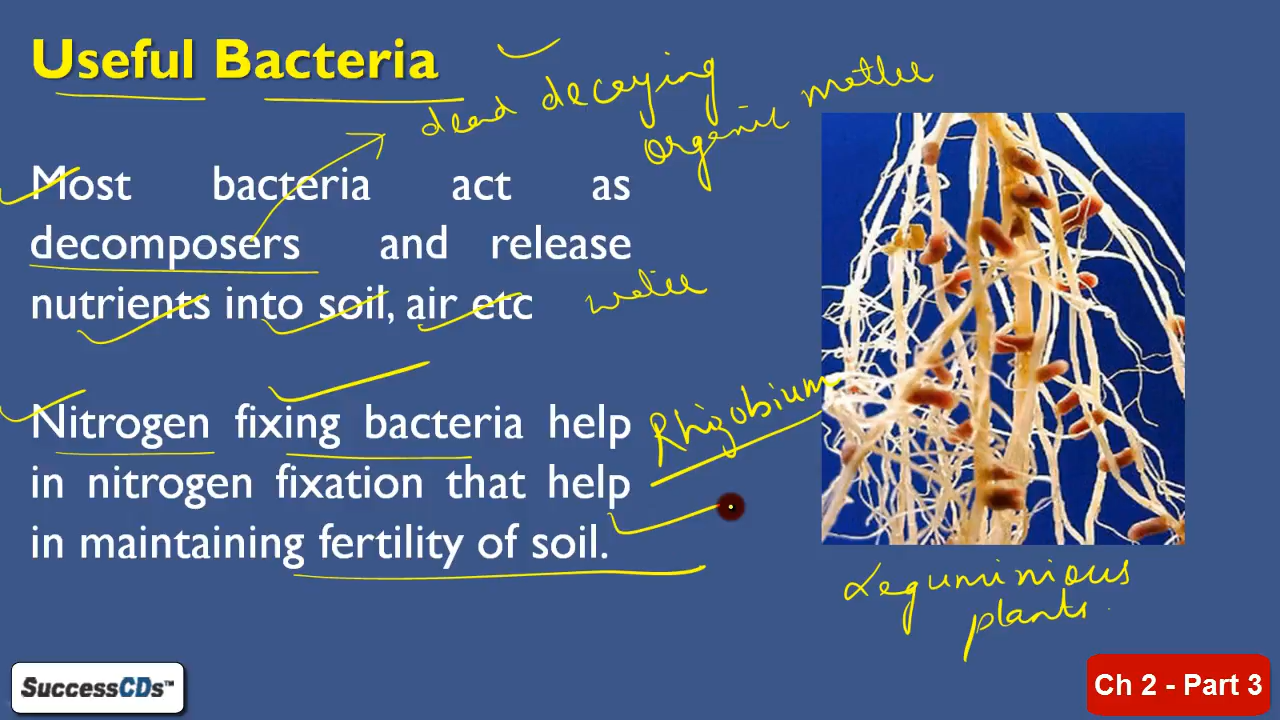 Useful Bacteria
dead decaying
organic matter
Most bacteria act as
decomposers and release
nutrients into soil, air etc
water
Nitrogen fixing bacteria help
in nitrogen fixation that help
in maintaining fertility of soil.
Rhizobium
Leguminious
plants
SuccessCDs™
Ch 2 - Part 3